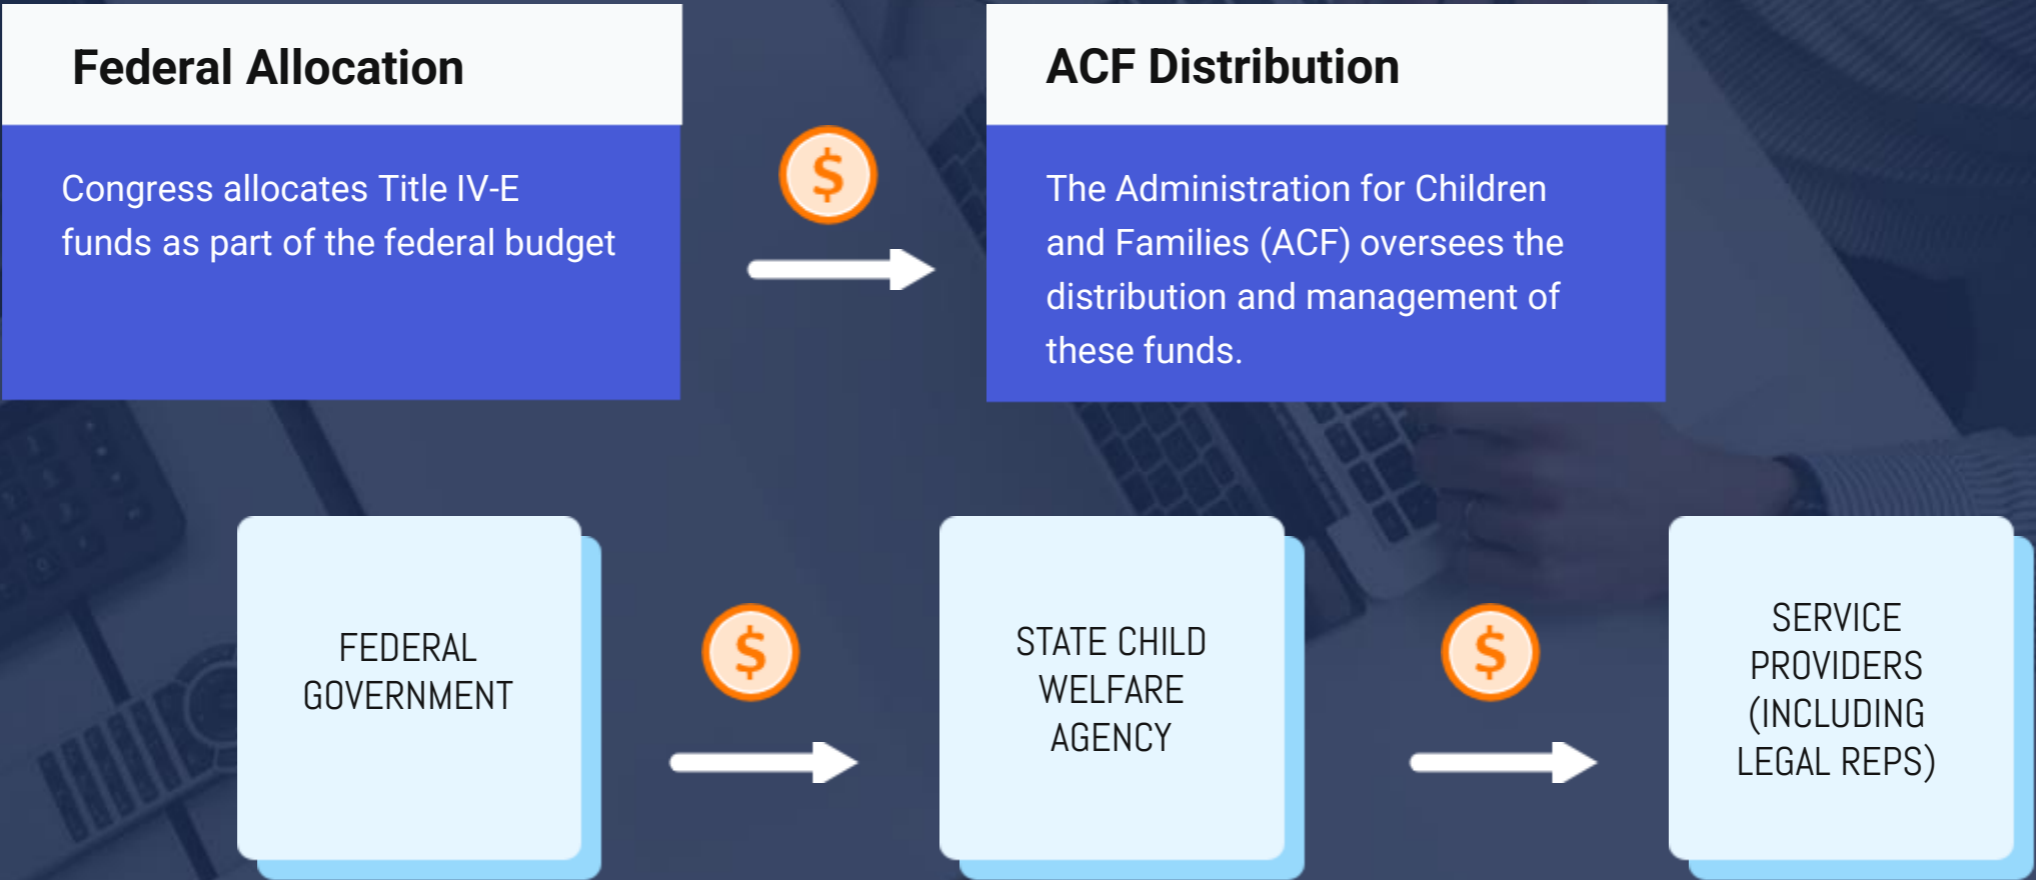 Federal Allocation
Congress allocates Title IV-E
funds as part of the federal budget
$
ACF Distribution
The Administration for Children
and Families (ACF) oversees the
distribution and management of
these funds.
FEDERAL
GOVERNMENT
$
STATE CHILD
WELFARE
AGENCY
$
SERVICE
PROVIDERS
(INCLUDING
LEGAL REPS)